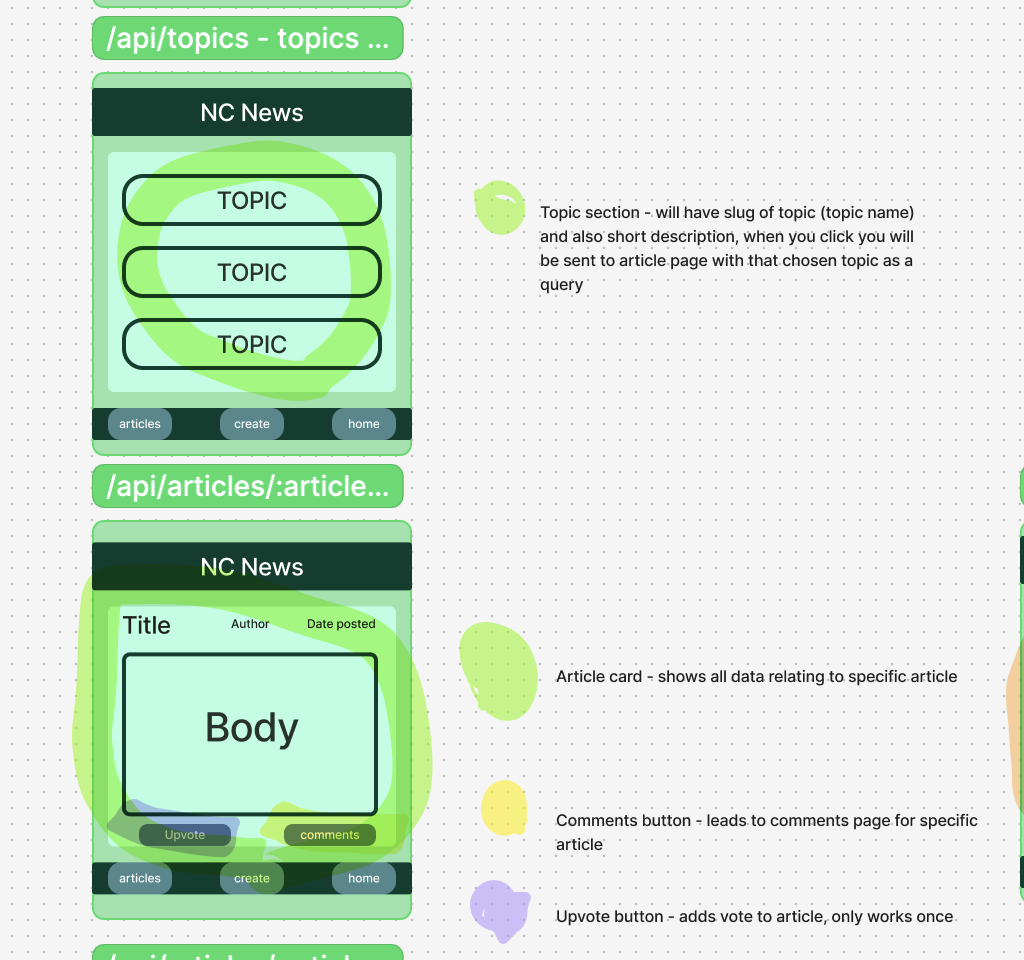 /api/topics - topics ...
NC News
TOPIC
TOPIC
TOPIC
articles create home
Topic section - will have slug of topic (topic name)
and also short description, when you click you will
be sent to article page with that chosen topic as a
query
/api/articles/:article...
NC News
Title Author Date posted
Body
Upvote comments
articles create home
Article card - shows all data relating to specific article
Comments button - leads to comments page for specific
article
Upvote button - adds vote to article, only works once